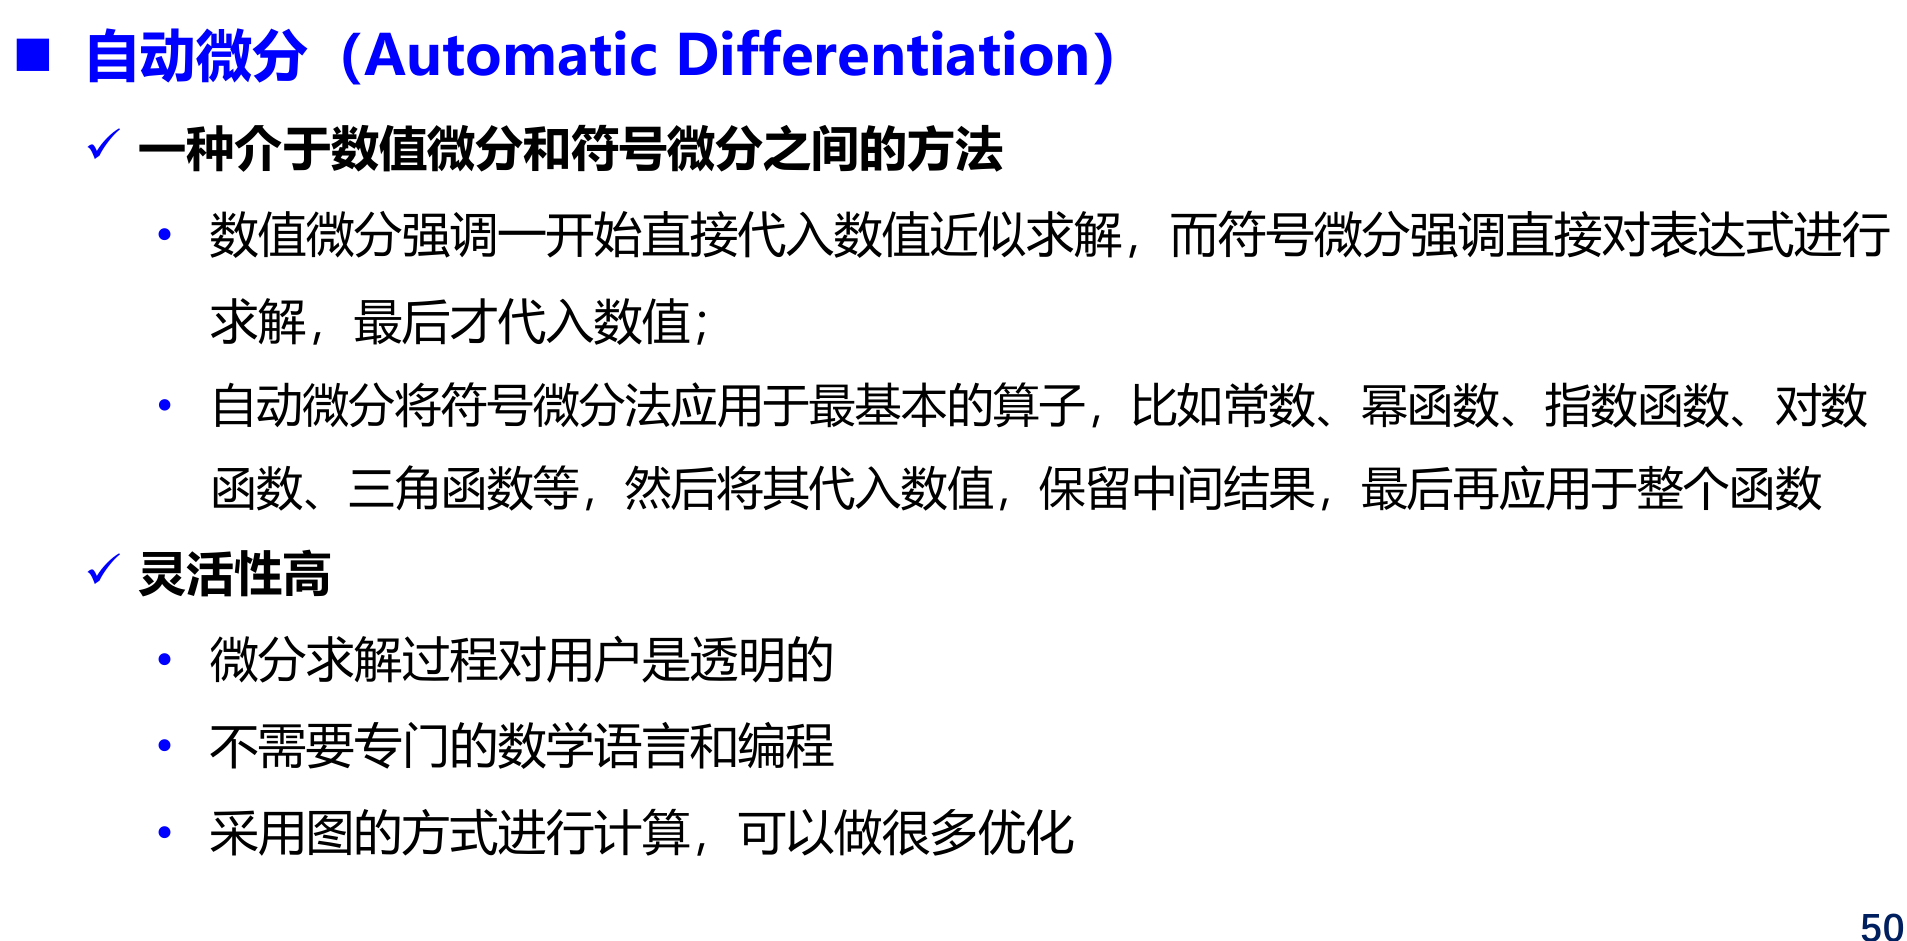 ■ 自动微分（Automatic Differentiation）
✓ 一种介于数值微分和符号微分之间的方法
• 数值微分强调一开始直接代入数值近似求解，而符号微分强调直接对表达式进行
求解，最后才代入数值；
• 自动微分将符号微分法应用于最基本的算子，比如常数、幂函数、指数函数、对数
函数、三角函数等，然后将其代入数值，保留中间结果，最后再应用于整个函数
✓ 灵活性高
• 微分求解过程对用户是透明的
• 不需要专门的数学语言和编程
• 采用图的方式进行计算，可以做很多优化
50